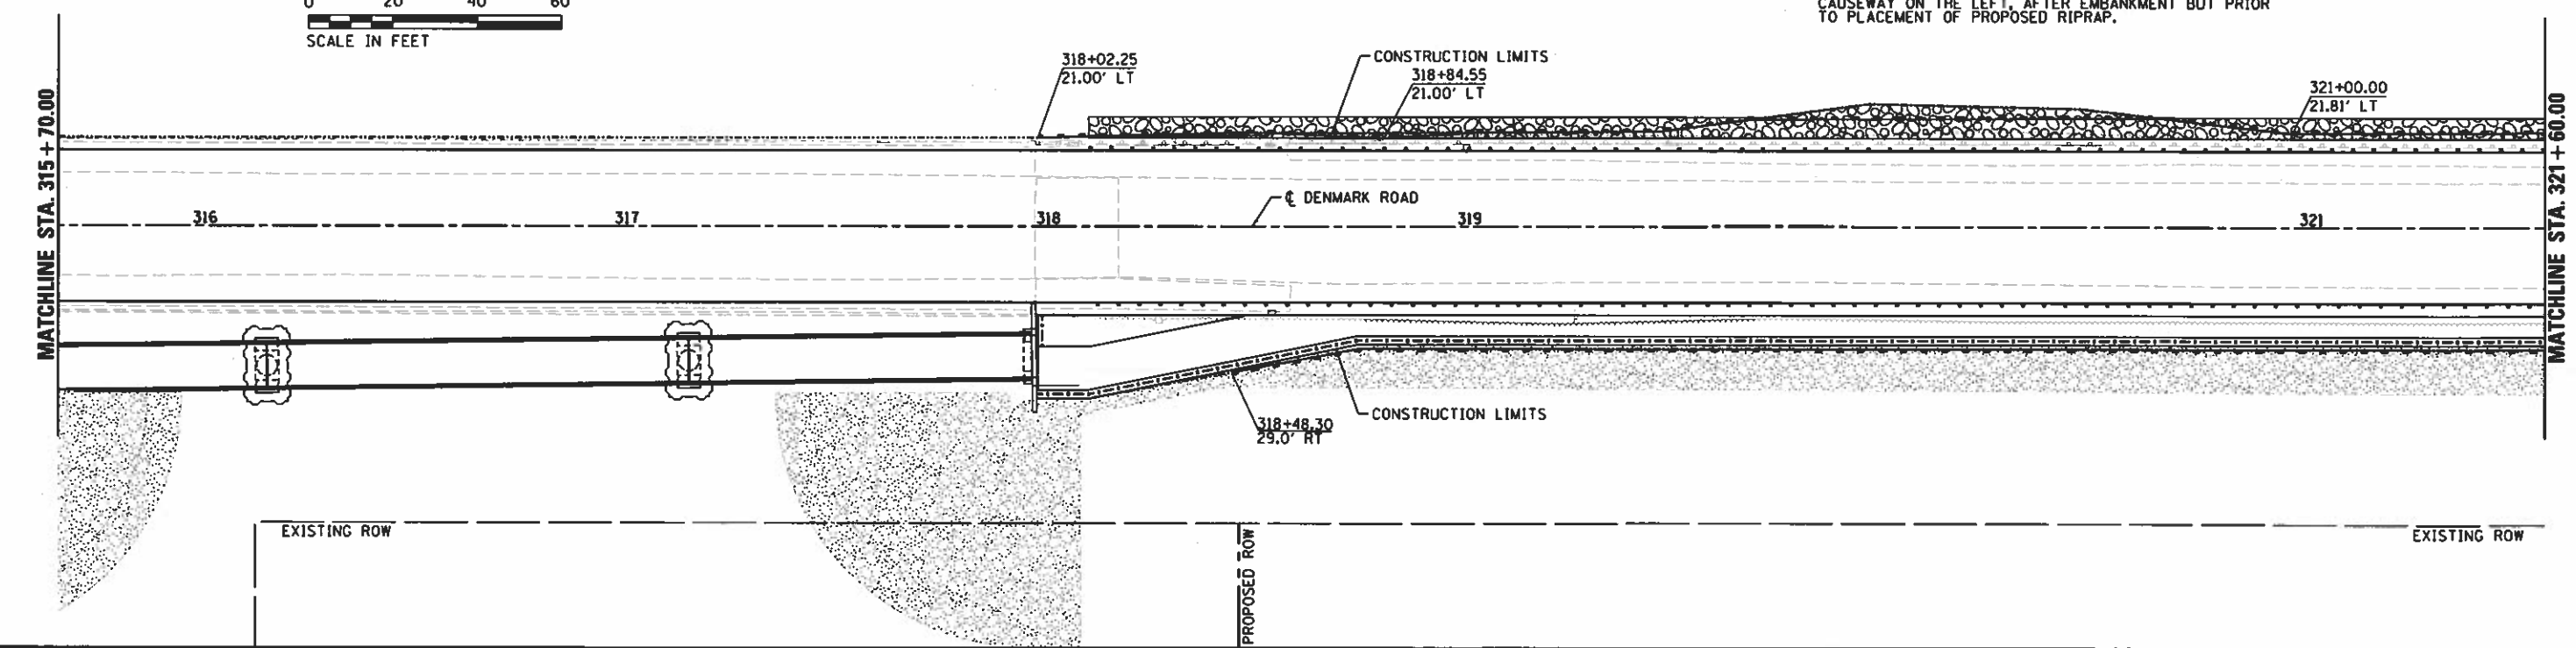 0 20 40 60
SCALE IN FEET
CAUSEWAY ON THE LEFT, AFTER EMBANKMENT BUT PRIOR
TO PLACEMENT OF PROPOSED RIPRAP.
MATCHLINE STA. 315+70.00
318+02.25
21.00' LT
CONSTRUCTION LIMITS
318+84.55
21.00' LT
321+00.00
21.81' LT
MATCHLINE STA. 321+60.00
℄ DENMARK ROAD
316 317 318 319 321
318+48.30
29.0' RT
CONSTRUCTION LIMITS
EXISTING ROW
PROPOSED ROW
EXISTING ROW